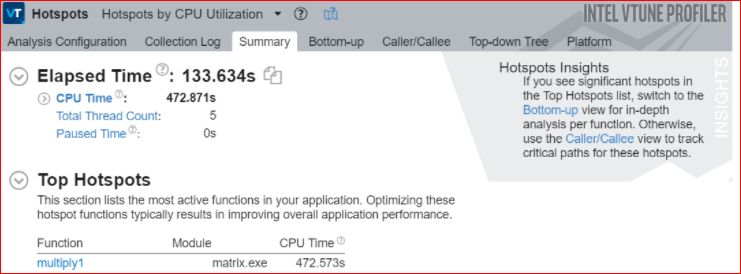 VT Hotspots Hotspots by CPU Utilization ? INTEL VTUNE PROFILER
Analysis Configuration Collection Log Summary Bottom-up Caller/Callee Top-down Tree Platform
Elapsed Time ?: 133.634s
CPU Time ?: 472.871s
Total Thread Count: 5
Paused Time ?: 0s
Hotspots Insights
If you see significant hotspots in
the Top Hotspots list, switch to the
Bottom-up view for in-depth
analysis per function. Otherwise,
use the Caller/Callee view to track
critical paths for these hotspots.
INSIGHTS
Top Hotspots
This section lists the most active functions in your application. Optimizing these
hotspot functions typically results in improving overall application performance.
Function Module CPU Time ?
multiply1 matrix.exe 472.573s